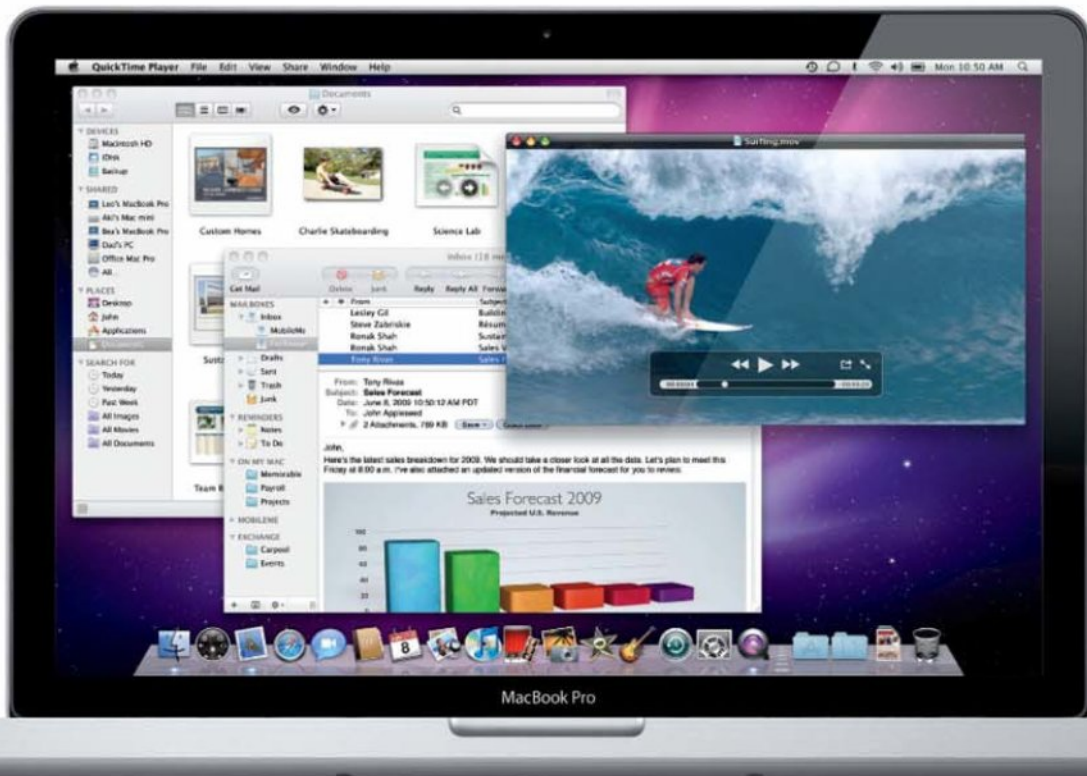 QuickTime Player File Edit View Share Window Help
Mon 10:50 AM
Documents
DEVICES
Macintosh HD
iDisk
Backup
SHARED
Leo's MacBook Pro
Aki's Mac mini
Bea's MacBook Pro
Dad's PC
Office Mac Pro
All...
PLACES
Desktop
John
Applications
Documents
SEARCH FOR
Today
Yesterday
Past Week
All Images
All Movies
All Documents
Custom Homes
Charlie Skateboarding
Science Lab
Surfing.mov
Inbox (18
Get Mail
Delete
Junk
Reply
Reply All
MAILBOXES
Inbox
MobileMe
Drafts
Sent
Trash
Junk
REMINDERS
Notes
To Do
ON MY MAC
Memorable
Payroll
Projects
MOBILEME
EXCHANGE
Carpool
Events
From
Lesley Gil
Steve Zabriskie
Ronak Shah
Ronak Shah
Tony Rivas
From: Tony Rivas
Subject: Sales Forecast
Date: June 8, 2009 10:50:12 AM PDT
To: John Appleseed
2 Attachments, 789 KB Save
John,
Here's the latest sales breakdown for 2009. We should take a closer look at all the data. Let's plan to meet this
Friday at 8:00 a.m. I've also attached an updated version of the financial forecast for you to review.
Sales Forecast 2009
Projected U.S. Revenue
100
80
60
40
20
8
MacBook Pro